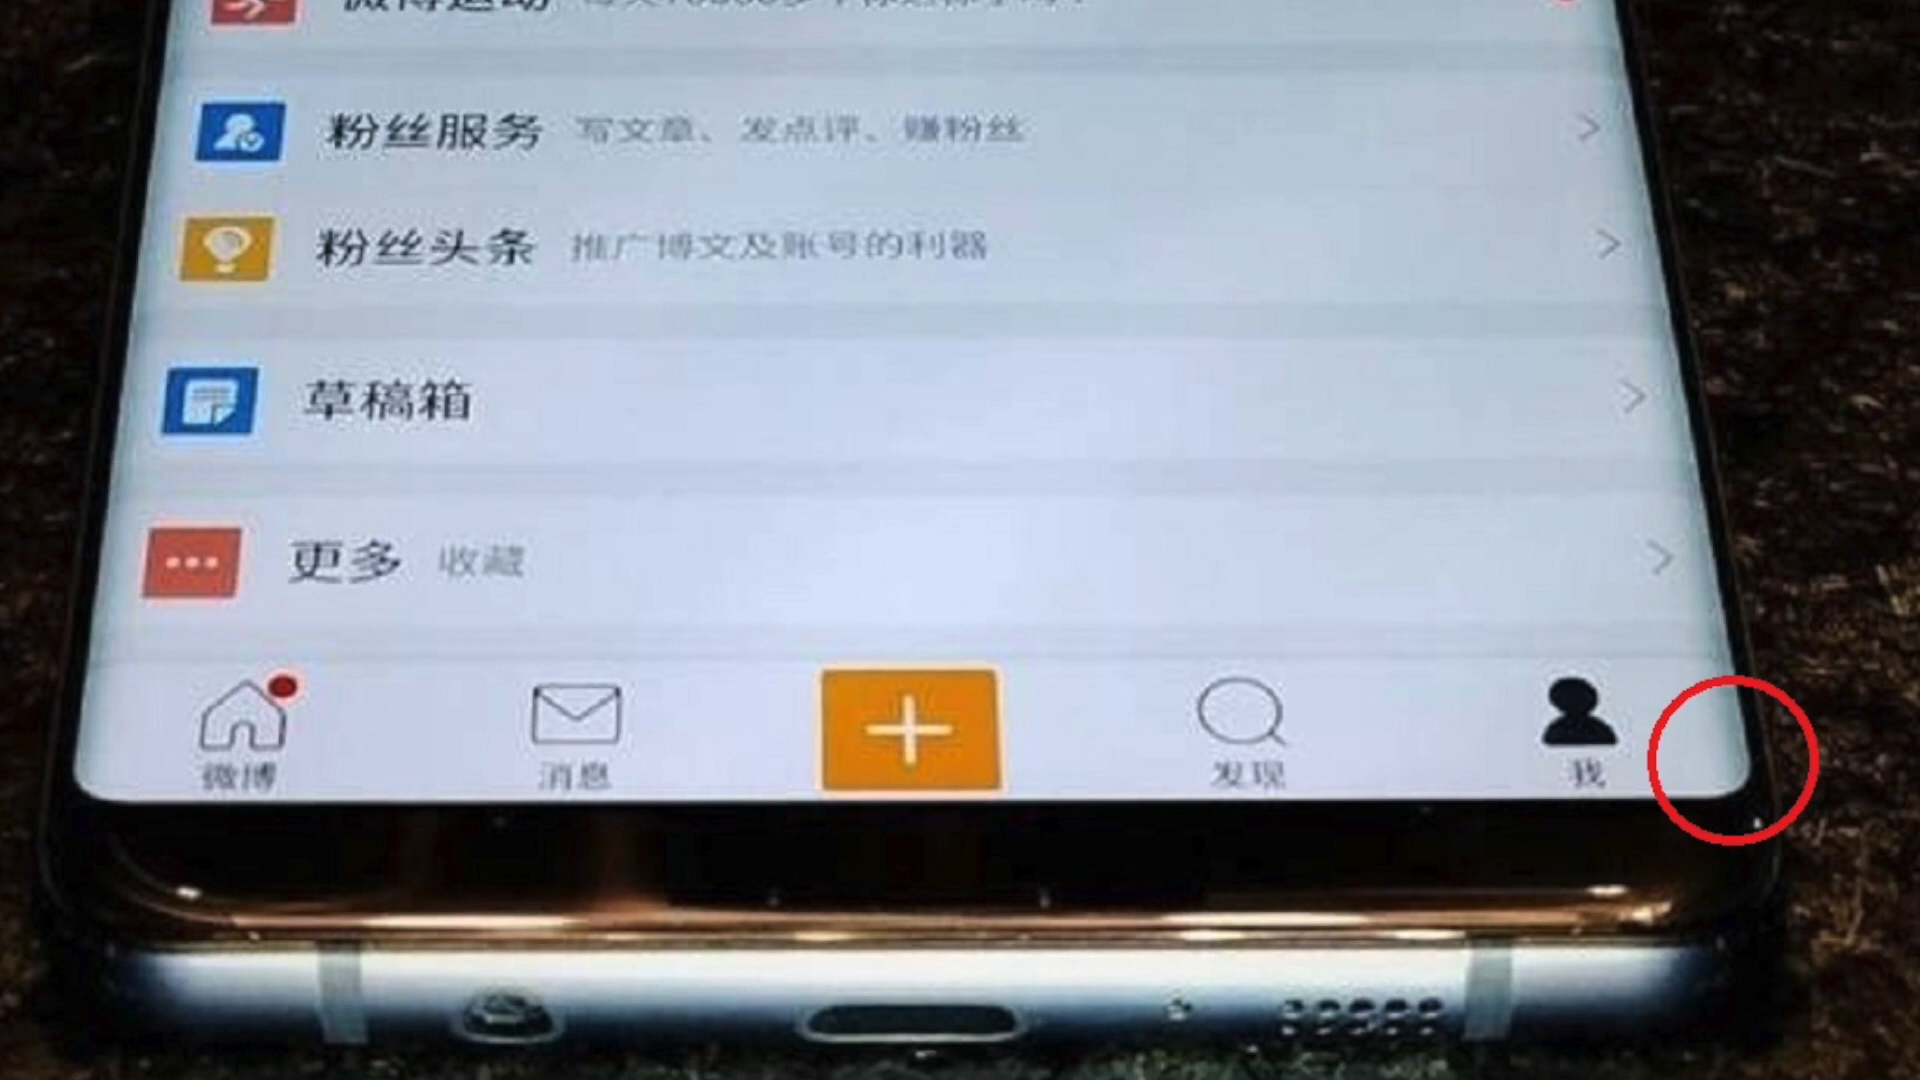 粉丝服务 写文章、发点评、赚粉丝
粉丝头条 推广博文及账号的利器
草稿箱
更多 收藏
微博 消息 发现 我